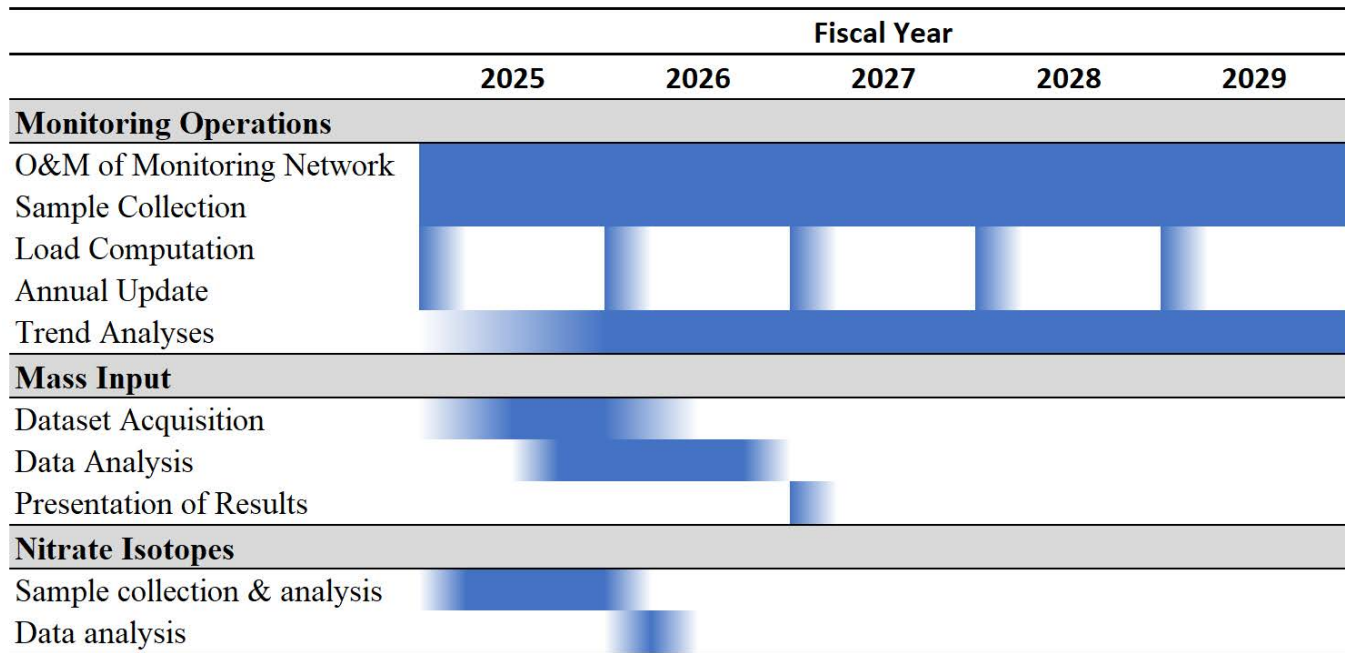 Fiscal Year
2025 2026 2027 2028 2029
Monitoring Operations
O&M of Monitoring Network
Sample Collection
Load Computation
Annual Update
Trend Analyses
Mass Input
Dataset Acquisition
Data Analysis
Presentation of Results
Nitrate Isotopes
Sample collection & analysis
Data analysis